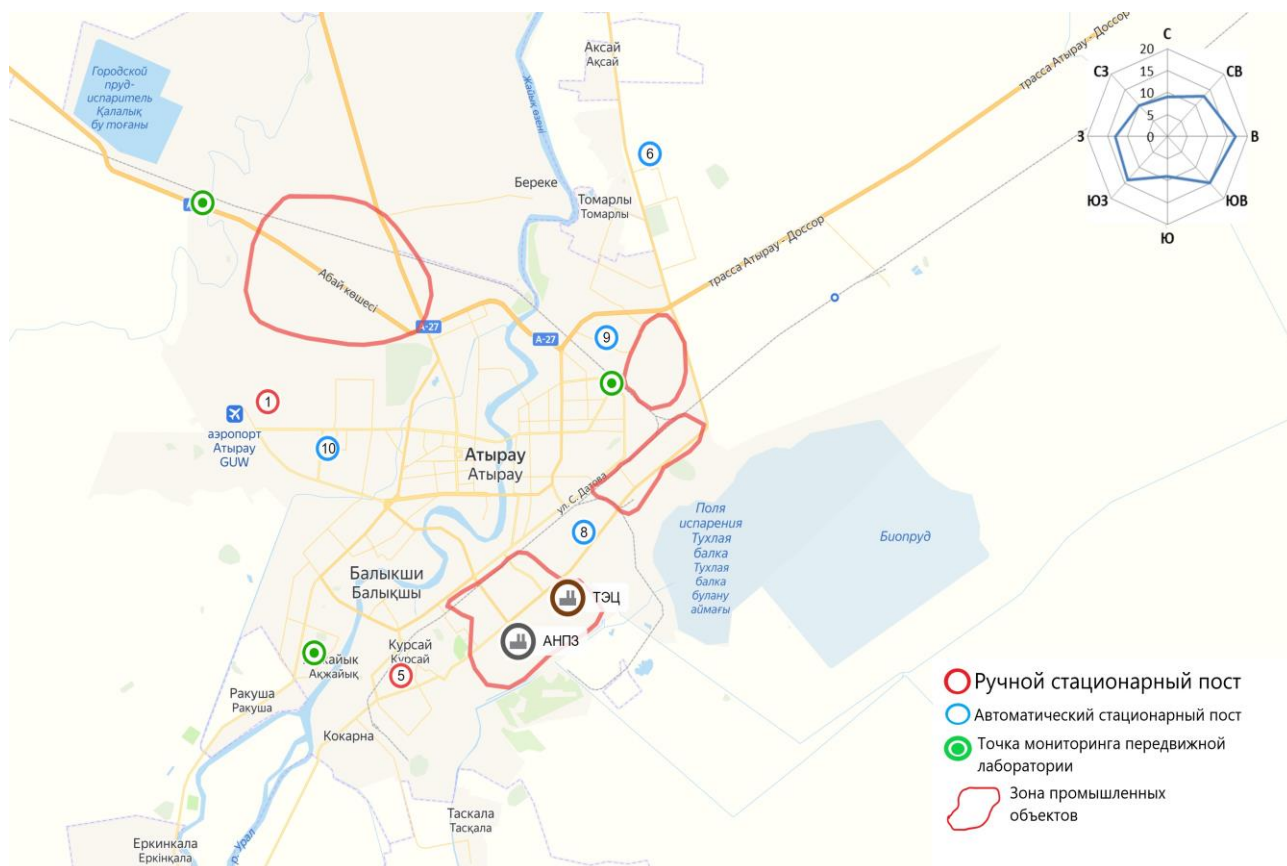 Аксай
Ақсай
Городской
пруд-
испаритель
Қалалық
бу тоғаны
Жайық өзені
трасса Атырау - Доссор
С
СЗ
СВ
З
В
ЮЗ
ЮВ
Ю
20
15
10
5
0
6
Береке
Томарлы
Томарлы
трасса Атырау - Доссор
Абай көшесі
А-27
А-27
9
1
аэропорт
Атырау
GUW
10
Атырау
Атырау
ул. С. Датова
8
Поля
испарения
Тухлая
балка
Тухлая
балка
булану
аймағы
Биопруд
Балыкши
Балықшы
ТЭЦ
АНПЗ
Курсай
Курсай
5
Ақжайық
Ракуша
Ракуша
Кокарна
Таскала
Тасқала
Еркинкала
Еркінқала
р. Урал
Ручной стационарный пост
Автоматический стационарный пост
Точка мониторинга передвижной
лаборатории
Зона промышленных
объектов